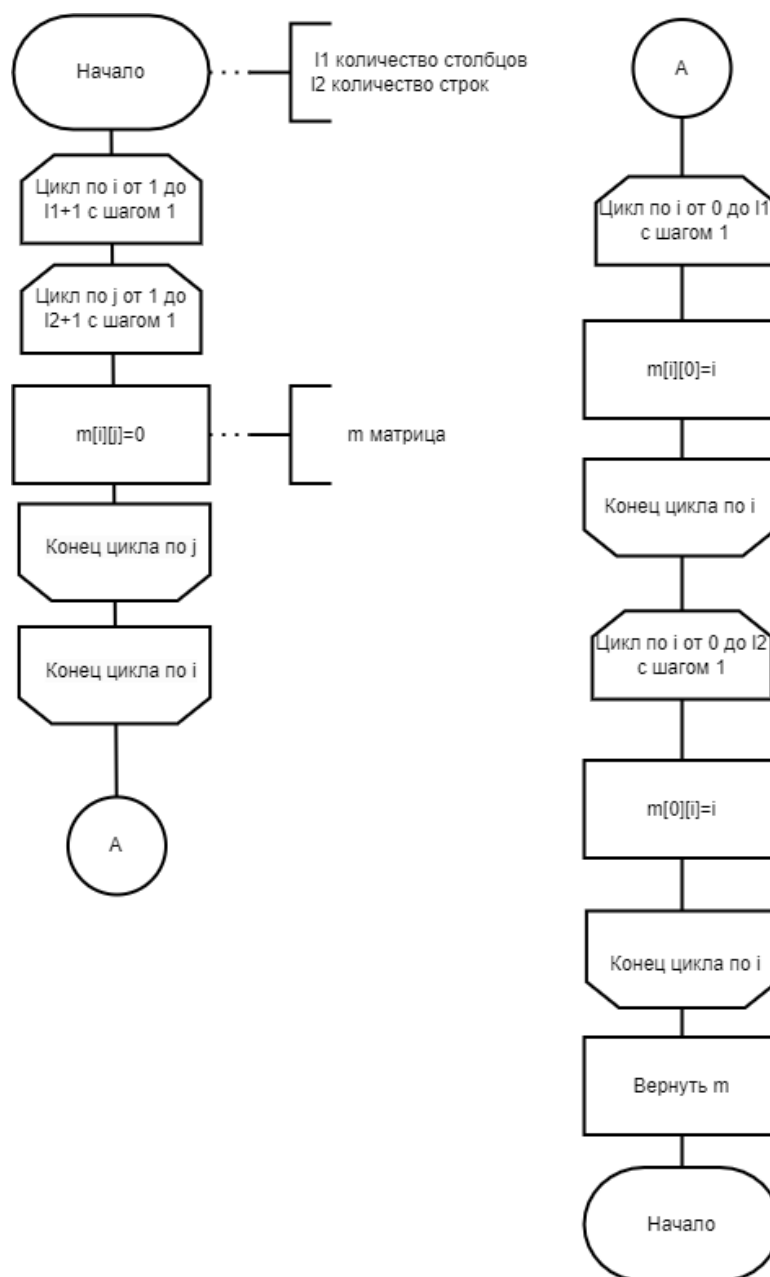 Начало
l1 количество столбцов
l2 количество строк
Цикл по i от 1 до
l1+1 с шагом 1
Цикл по j от 1 до
l2+1 с шагом 1
m[i][j]=0
m матрица
Конец цикла по j
Конец цикла по i
A
A
Цикл по i от 0 до l1
с шагом 1
m[i][0]=i
Конец цикла по i
Цикл по i от 0 до l2
с шагом 1
m[0][i]=i
Конец цикла по i
Вернуть m
Начало